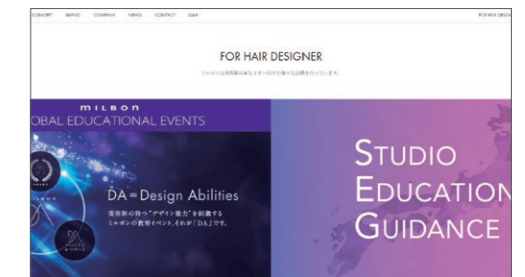 CONCEPT BRAND COMPANY NEWS CONTACT Q&A
FOR HAIR DESIGN
FOR HAIR DESIGNER
milbon
OBAL EDUCATIONAL EVENTS
DA=Design Abilities
美容師の持つ“デザイン能力”を刺激する
ミルボンの教育イベント、それが「DA」です。
STUDIO
EDUCATION
GUIDANCE